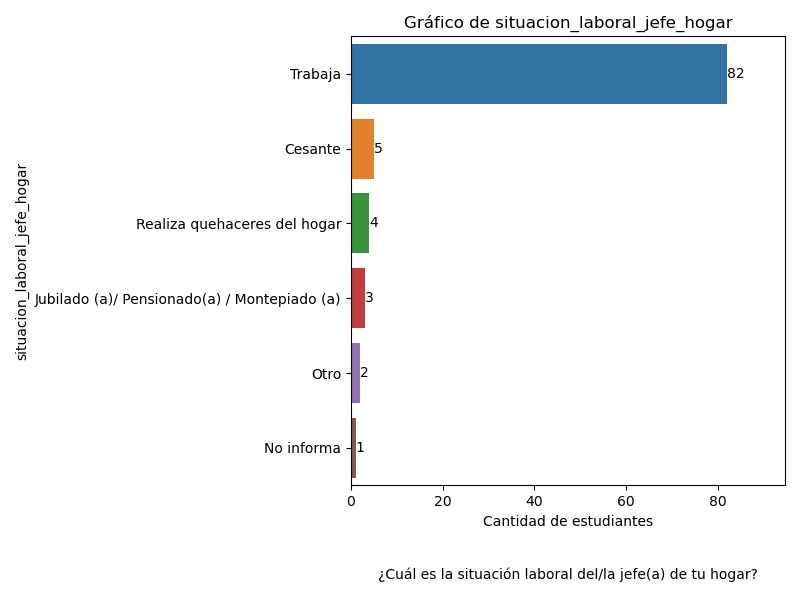 Gráfico de situacion_laboral_jefe_hogar
situacion_laboral_jefe_hogar
Trabaja
82
Cesante
5
Realiza quehaceres del hogar
4
Jubilado (a)/ Pensionado(a) / Montepiado (a)
3
Otro
2
No informa
1
0 20 40 60 80
Cantidad de estudiantes
¿Cuál es la situación laboral del/la jefe(a) de tu hogar?